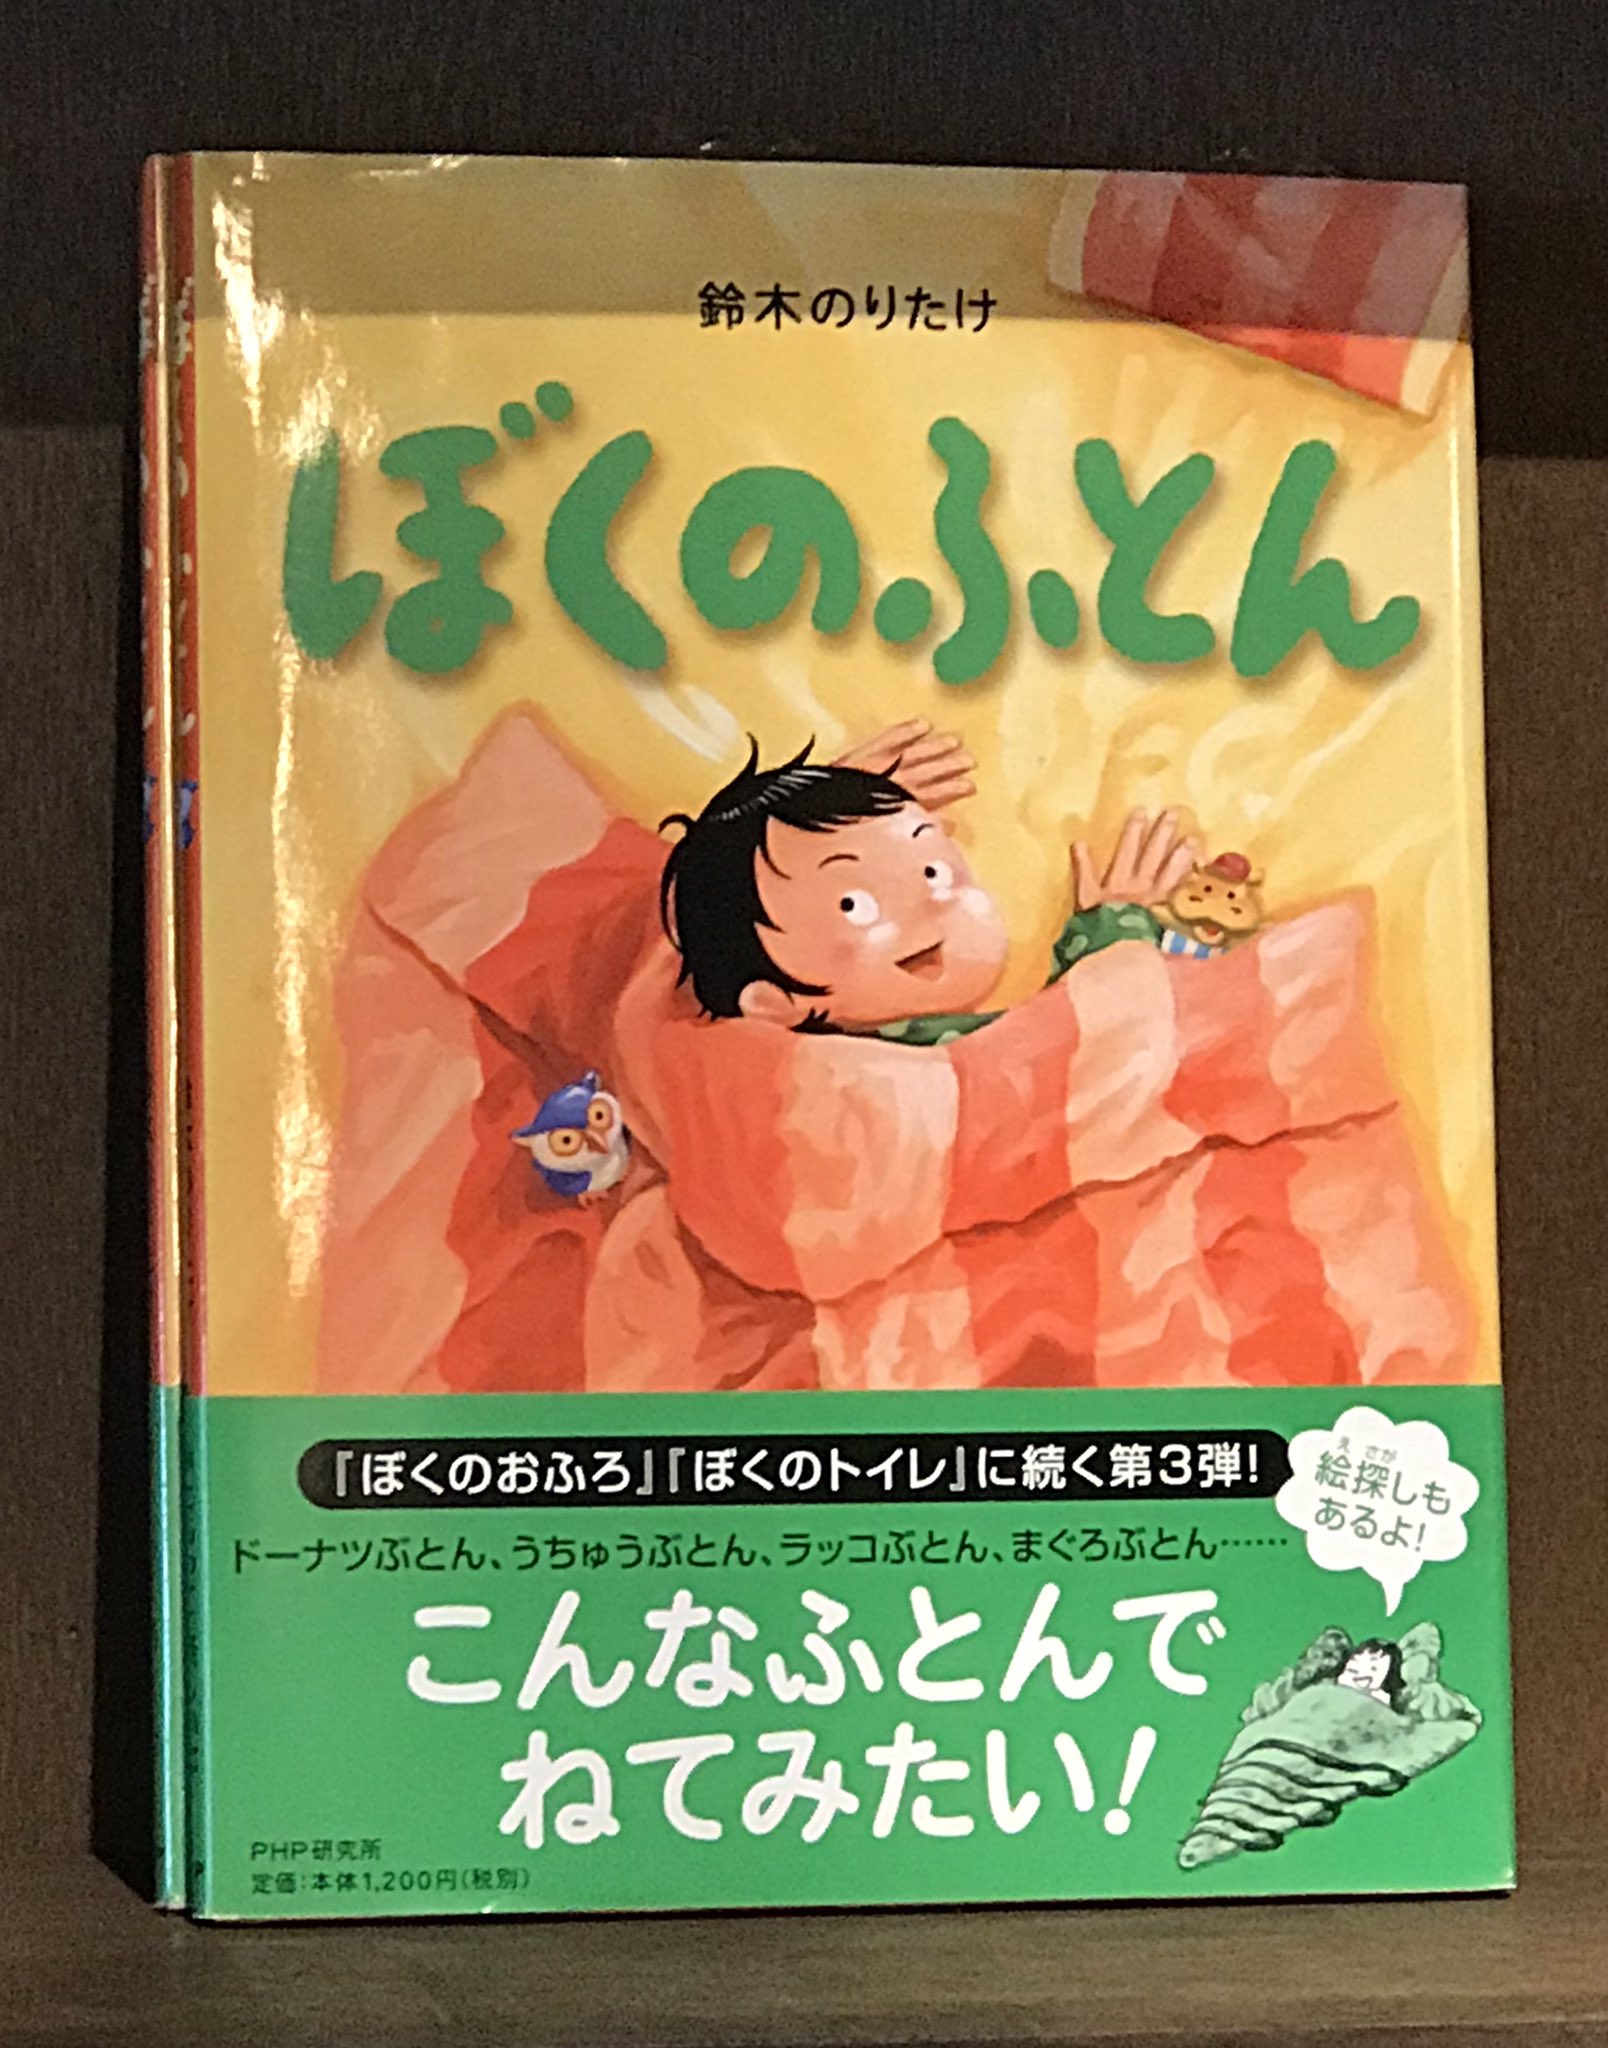 鈴木のりたけ
ぼくのふとん
『ぼくのおふろ』『ぼくのトイレ』に続く第3弾!
え さが
絵探しも
あるよ!
ドーナツぶとん、うちゅうぶとん、ラッコぶとん、まぐろぶとん……
こんなふとんで
ねてみたい!
PHP研究所
定価:本体1,200円(税別)